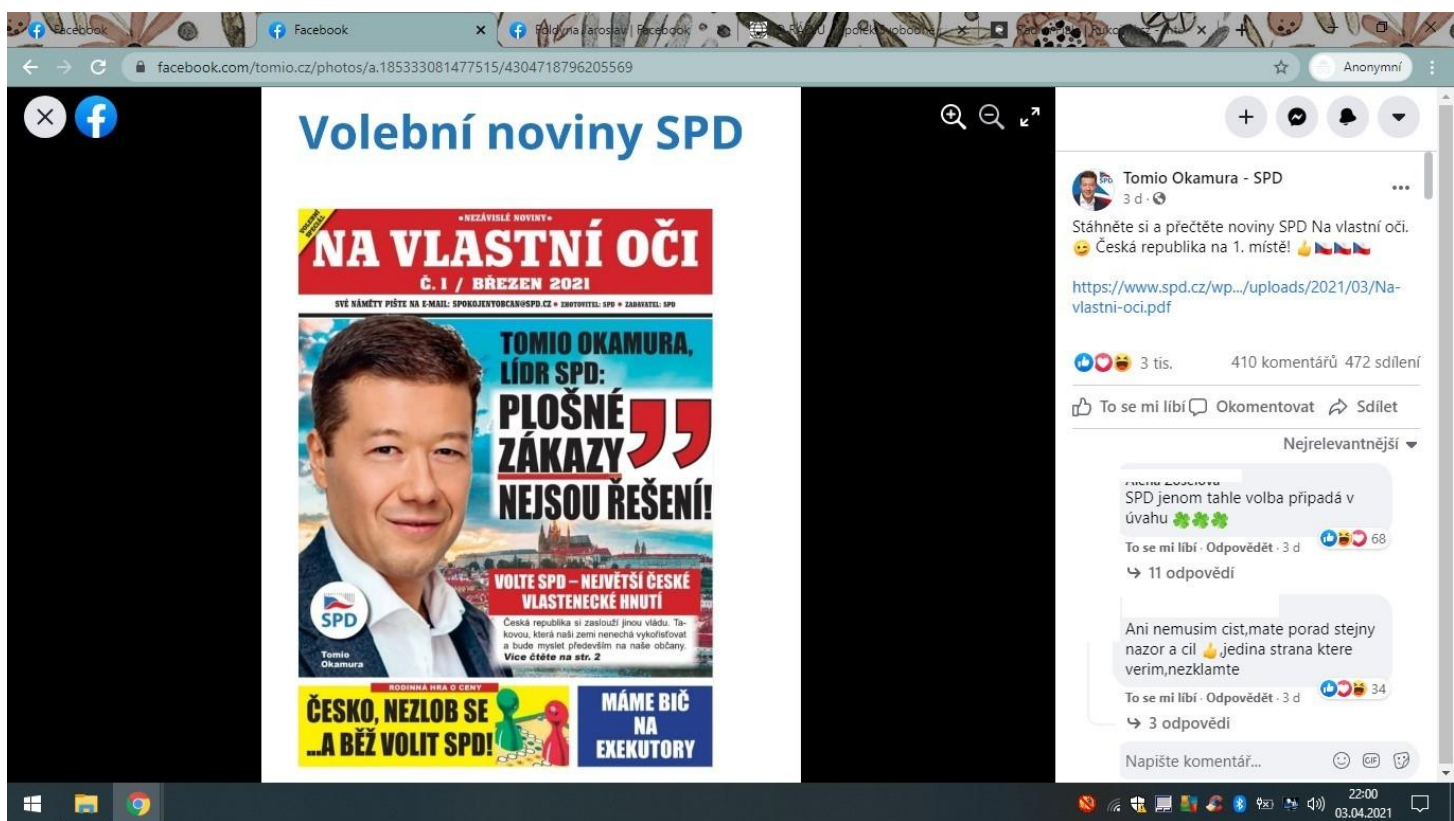 Facebook
Facebook
Foldyna Jaroslav | Facebook
facebook.com/tomio.cz/photos/a.185333081477515/4304718796205569
Anonymní
Volební noviny SPD
VOLEBNÍ SPECIÁL
•NEZÁVISLÉ NOVINY•
NA VLASTNÍ OČI
Č. 1 / BŘEZEN 2021
SVÉ NÁMĚTY PIŠTE NA E-MAIL: SPOKOJENYOBCAN@SPD.CZ • ZHOTOVITEL: SPD • ZADAVATEL: SPD
TOMIO OKAMURA,
LÍDR SPD:
PLOŠNÉ
ZÁKAZY
NEJSOU ŘEŠENÍ!
VOLTE SPD – NEJVĚTŠÍ ČESKÉ
VLASTENECKÉ HNUTÍ
Česká republika si zaslouží jinou vládu. Ta-
kovou, která naši zemi nenechá vykořisťovat
a bude myslet především na naše občany.
Více čtěte na str. 2
SPD
Tomio
Okamura
RODINNÁ HRA O CENY
ČESKO, NEZLOB SE
...A BĚŽ VOLIT SPD!
MÁME BIČ
NA
EXEKUTORY
Tomio Okamura - SPD
3 d
Stáhněte si a přečtěte noviny SPD Na vlastní oči.
😉 Česká republika na 1. místě! 👍🇨🇿🇨🇿🇨🇿
https://www.spd.cz/wp.../uploads/2021/03/Na-
vlastni-oci.pdf
3 tis. 410 komentářů 472 sdílení
To se mi líbí Okomentovat Sdílet
Nejrelevantnější
SPD jenom tahle volba připadá v
úvahu 🍀🍀🍀
68
To se mi líbí · Odpovědět · 3 d
11 odpovědí
Ani nemusim cist,mate porad stejny
nazor a cil 👍,jedina strana ktere
verim,nezklamte
34
To se mi líbí · Odpovědět · 3 d
3 odpovědi
Napište komentář...
GIF
22:00
03.04.2021